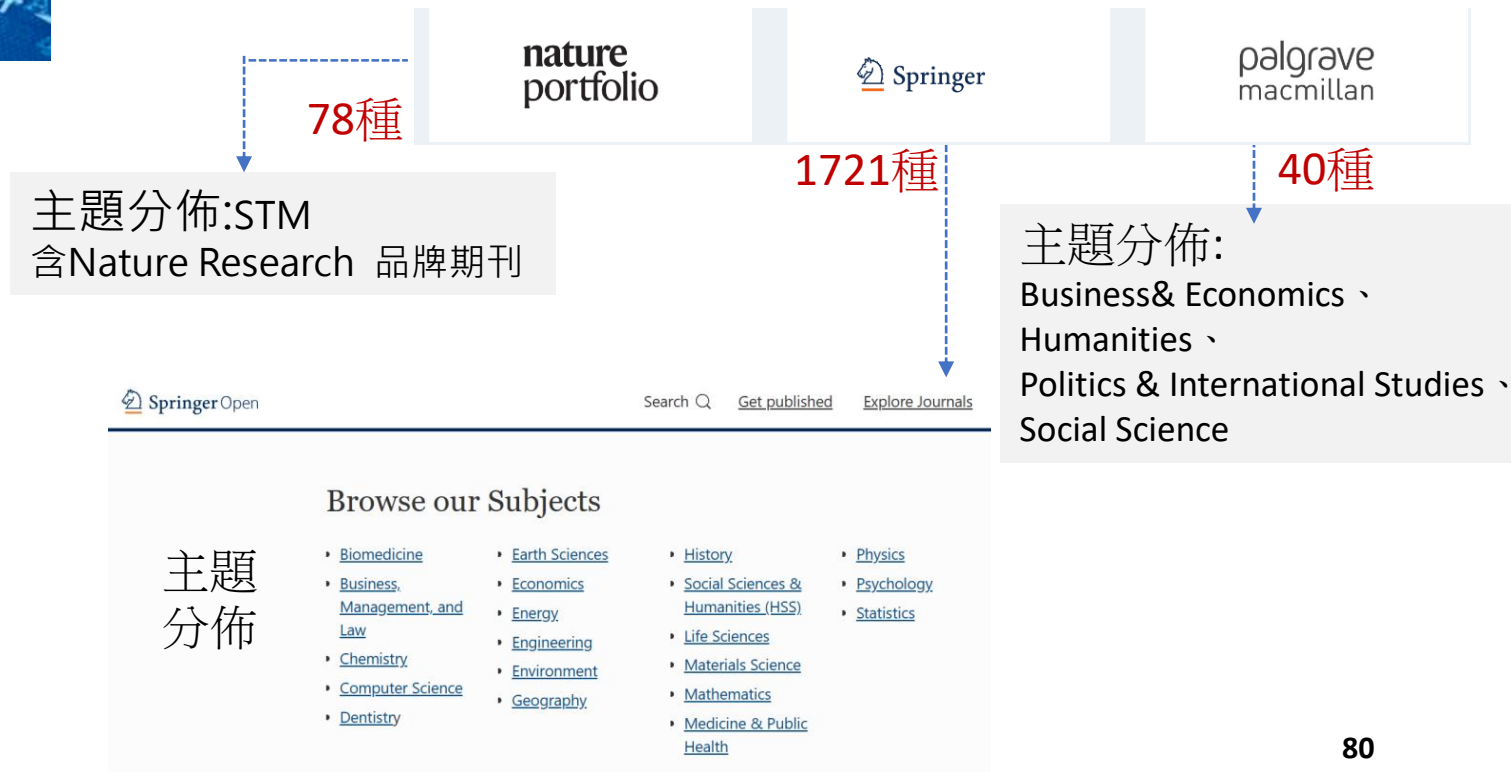 nature
portfolio
Springer
palgrave
macmillan
78種
1721種
40種
主題分佈:STM
含Nature Research 品牌期刊
主題分佈:
Business& Economics、
Humanities、
Politics & International Studies、
Social Science
Springer Open
Search
Get published
Explore Journals
Browse our Subjects
主題
分佈
Biomedicine
Business,
Management, and
Law
Chemistry
Computer Science
Dentistry
Earth Sciences
Economics
Energy
Engineering
Environment
Geography
History
Social Sciences &
Humanities (HSS)
Life Sciences
Materials Science
Mathematics
Medicine & Public
Health
Physics
Psychology
Statistics
80